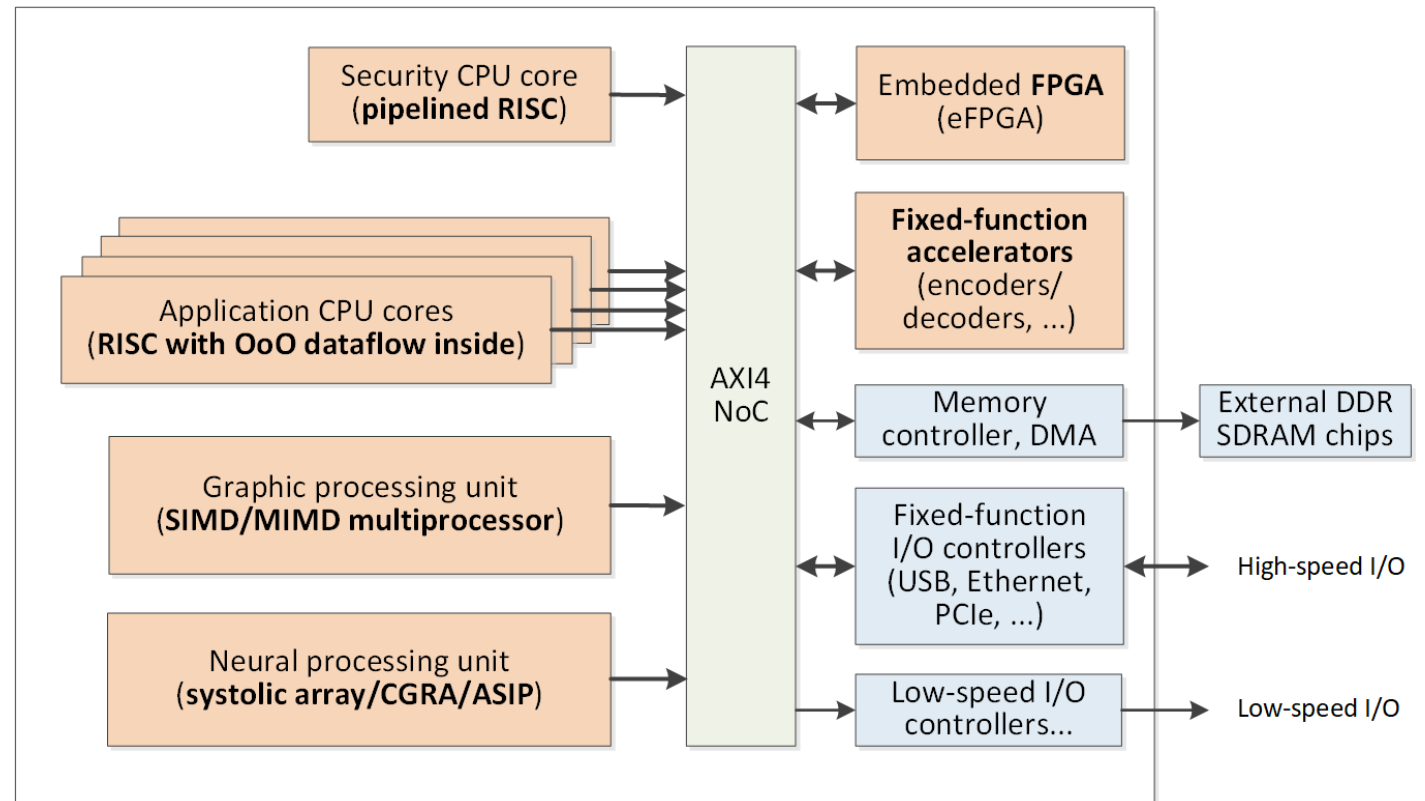 Security CPU core
(pipelined RISC)
Application CPU cores
(RISC with OoO dataflow inside)
Graphic processing unit
(SIMD/MIMD multiprocessor)
Neural processing unit
(systolic array/CGRA/ASIP)
AXI4
NoC
Embedded FPGA
(eFPGA)
Fixed-function
accelerators
(encoders/
decoders, ...)
Memory
controller, DMA
External DDR
SDRAM chips
Fixed-function
I/O controllers
(USB, Ethernet,
PCIe, ...)
High-speed I/O
Low-speed I/O
controllers...
Low-speed I/O